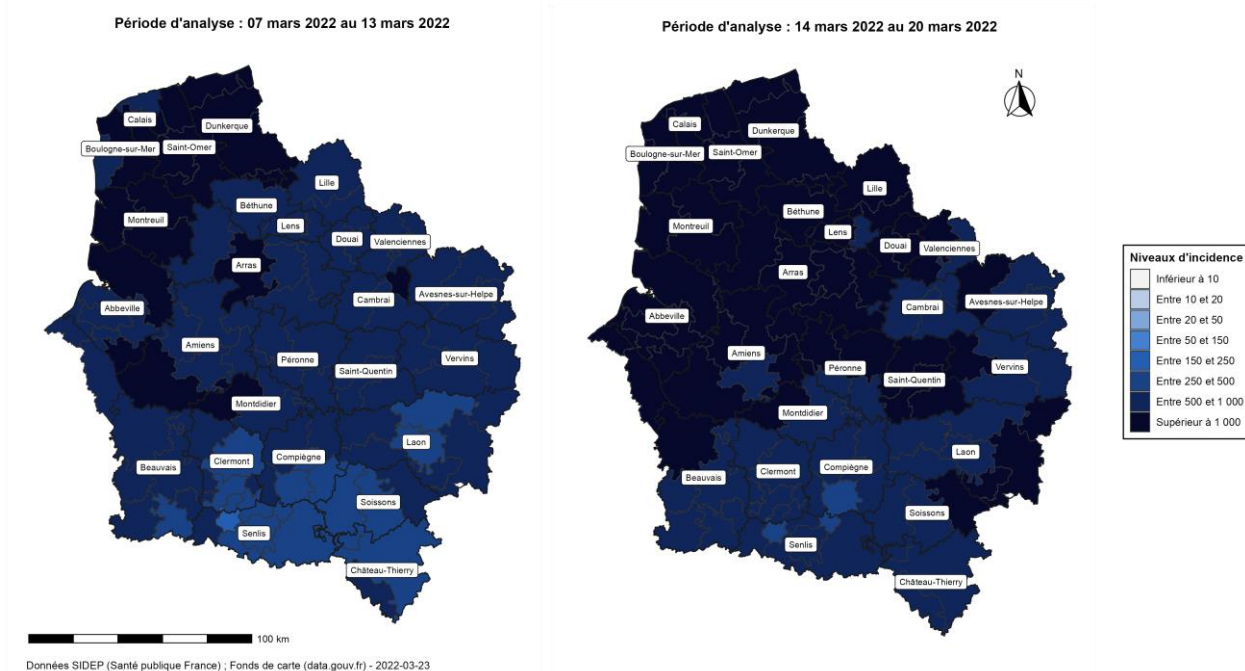 Période d'analyse : 07 mars 2022 au 13 mars 2022
Calais
Dunkerque
Boulogne-sur-Mer
Saint-Omer
Lille
Béthune
Montreuil
Lens
Douai
Valenciennes
Arras
Avesnes-sur-Helpe
Cambrai
Abbeville
Amiens
Péronne
Vervins
Saint-Quentin
Montdidier
Laon
Compiègne
Clermont
Beauvais
Soissons
Senlis
Château-Thierry
100 km
Données SIDEP (Santé publique France) ; Fonds de carte (data.gouv.fr) - 2022-03-23
Période d'analyse : 14 mars 2022 au 20 mars 2022
N
Calais
Dunkerque
Boulogne-sur-Mer
Saint-Omer
Lille
Béthune
Montreuil
Lens
Douai
Valenciennes
Arras
Avesnes-sur-Helpe
Cambrai
Abbeville
Amiens
Péronne
Vervins
Saint-Quentin
Montdidier
Laon
Compiègne
Clermont
Beauvais
Soissons
Senlis
Château-Thierry
Niveaux d'incidence
Inférieur à 10
Entre 10 et 20
Entre 20 et 50
Entre 50 et 150
Entre 150 et 250
Entre 250 et 500
Entre 500 et 1 000
Supérieur à 1 000